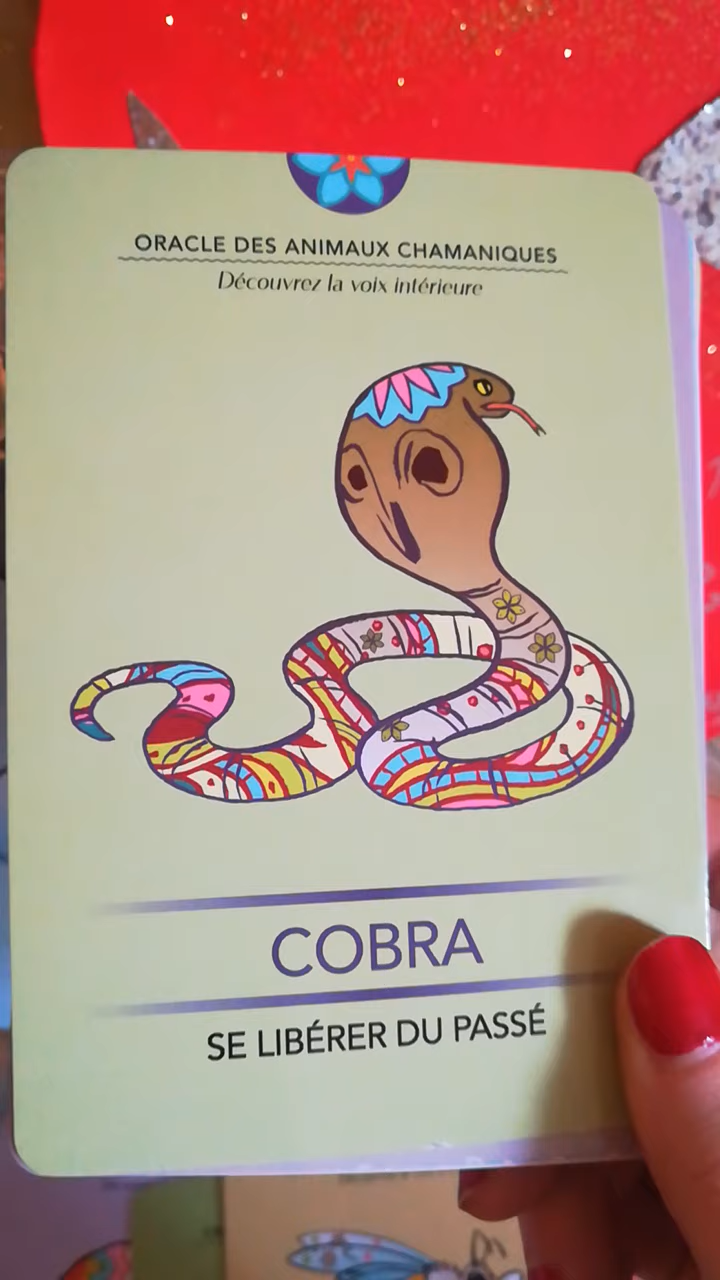 ORACLE DES ANIMAUX CHAMANIQUES
Découvrez la voix intérieure
COBRA
SE LIBÉRER DU PASSÉ